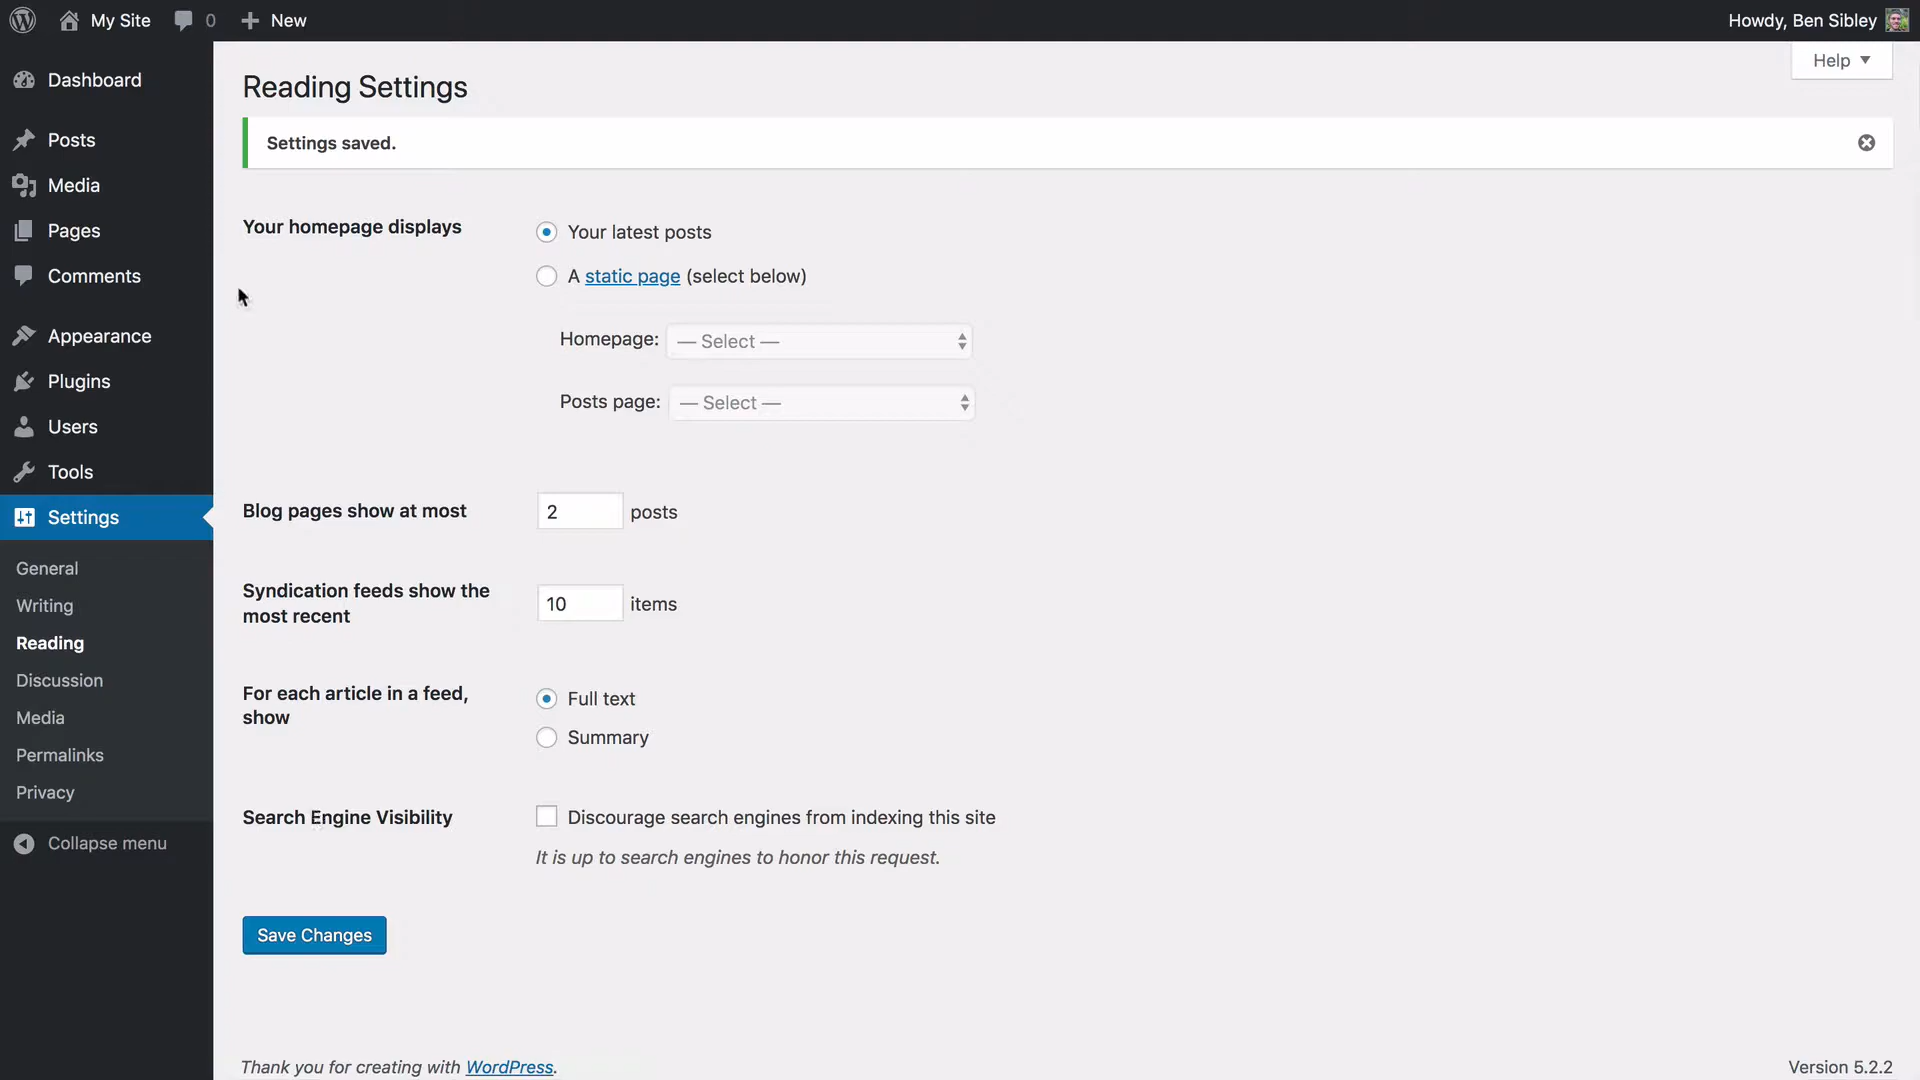 My Site
0
New
Howdy, Ben Sibley
Help
Dashboard
Posts
Media
Pages
Comments
Appearance
Plugins
Users
Tools
Settings
General
Writing
Reading
Discussion
Media
Permalinks
Privacy
Collapse menu
Reading Settings
Settings saved.
Your homepage displays
Your latest posts
A static page (select below)
Homepage: — Select —
Posts page: — Select —
Blog pages show at most
2 posts
Syndication feeds show the
most recent
10 items
For each article in a feed,
show
Full text
Summary
Search Engine Visibility
Discourage search engines from indexing this site
It is up to search engines to honor this request.
Save Changes
Thank you for creating with WordPress.
Version 5.2.2